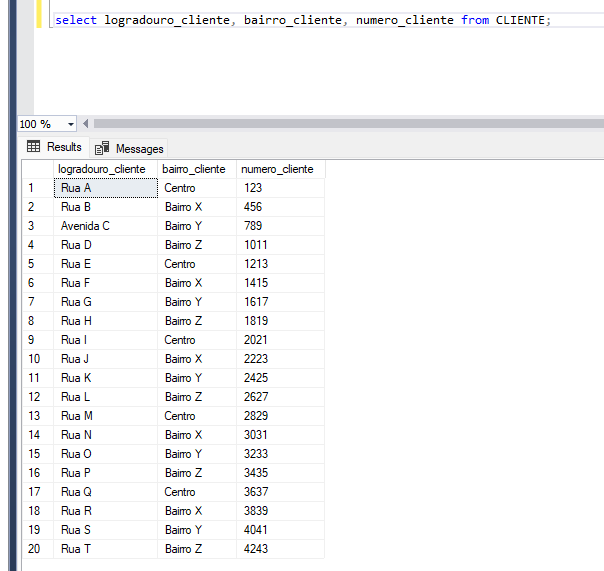 select logradouro_cliente, bairro_cliente, numero_cliente from CLIENTE;
100 %
Results Messages
logradouro_cliente bairro_cliente numero_cliente
1 Rua A Centro 123
2 Rua B Bairro X 456
3 Avenida C Bairro Y 789
4 Rua D Bairro Z 1011
5 Rua E Centro 1213
6 Rua F Bairro X 1415
7 Rua G Bairro Y 1617
8 Rua H Bairro Z 1819
9 Rua I Centro 2021
10 Rua J Bairro X 2223
11 Rua K Bairro Y 2425
12 Rua L Bairro Z 2627
13 Rua M Centro 2829
14 Rua N Bairro X 3031
15 Rua O Bairro Y 3233
16 Rua P Bairro Z 3435
17 Rua Q Centro 3637
18 Rua R Bairro X 3839
19 Rua S Bairro Y 4041
20 Rua T Bairro Z 4243